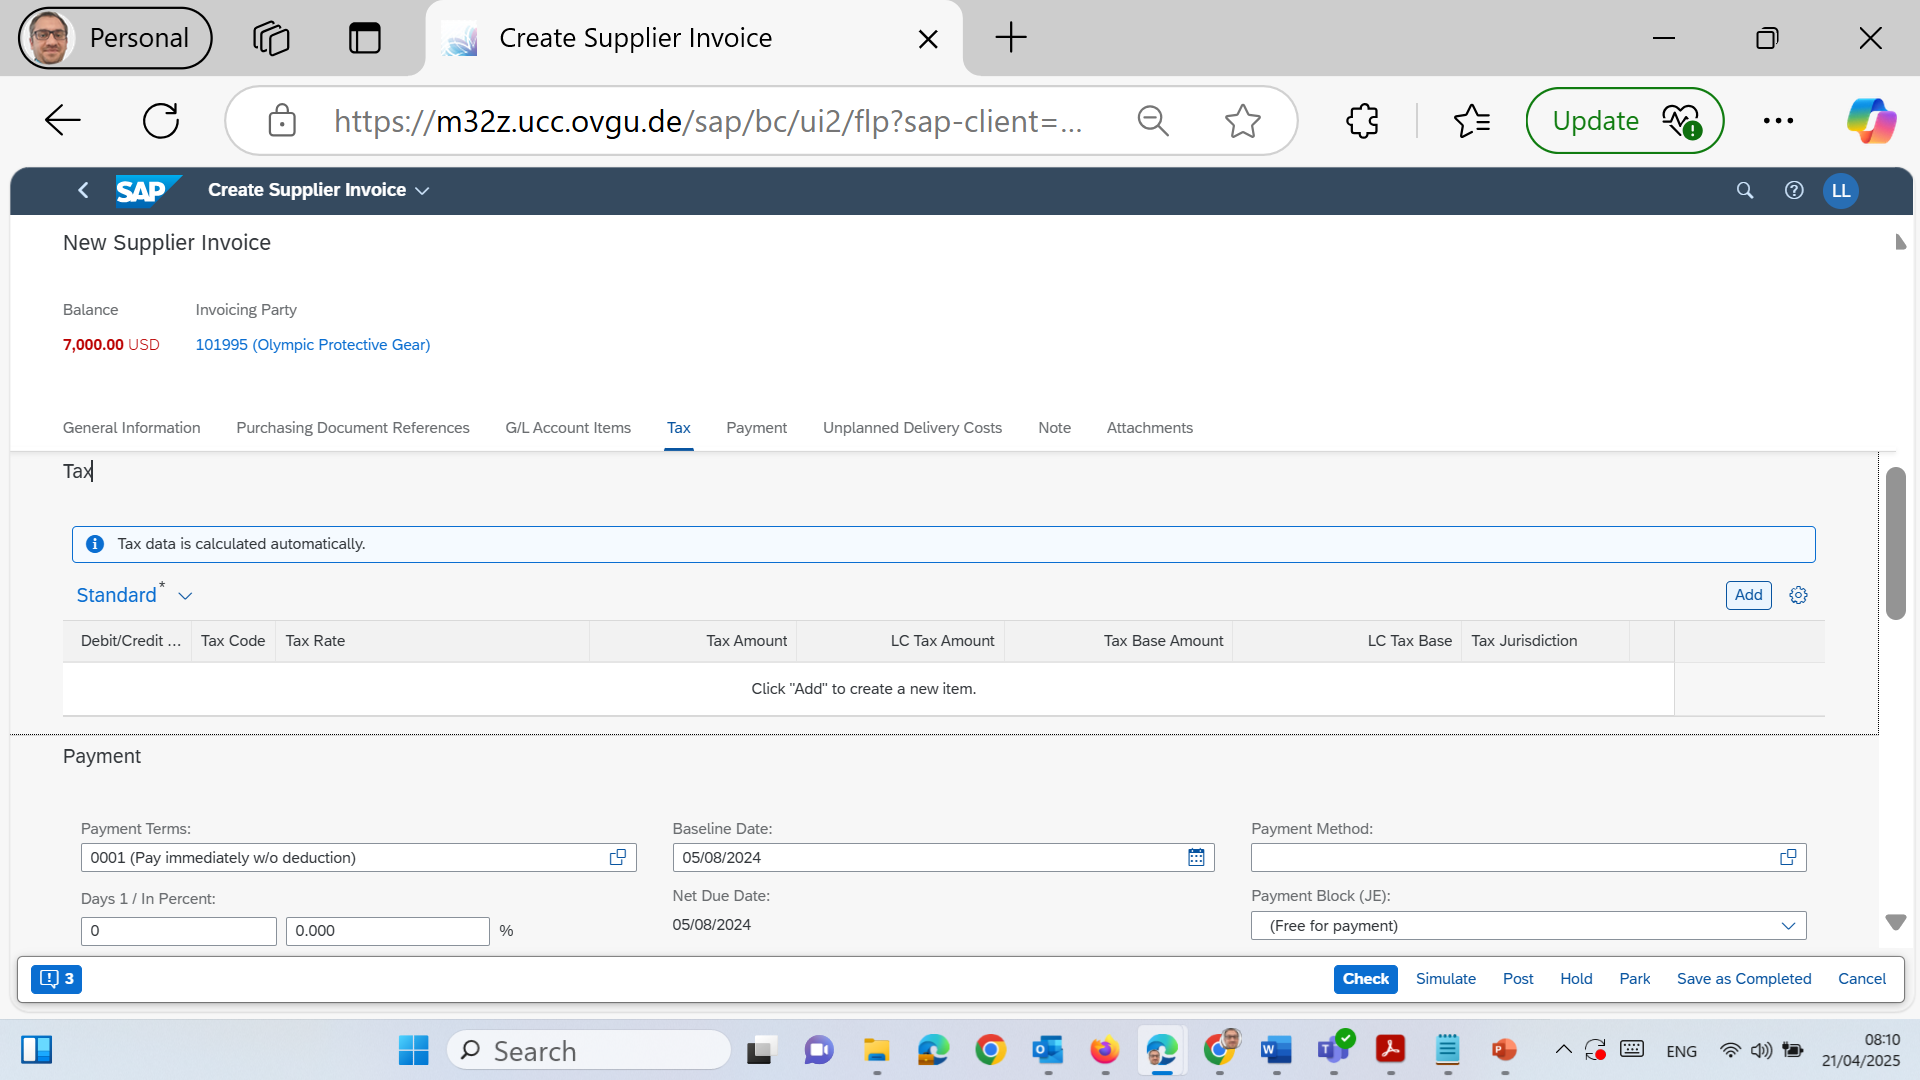 Personal
Create Supplier Invoice
https://m32z.ucc.ovgu.de/sap/bc/ui2/flp?sap-client=...
Update
SAP
Create Supplier Invoice
LL
New Supplier Invoice
Balance
Invoicing Party
7,000.00 USD
101995 (Olympic Protective Gear)
General Information Purchasing Document References G/L Account Items Tax Payment Unplanned Delivery Costs Note Attachments
Tax
Tax data is calculated automatically.
Standard*
Add
Debit/Credit ... Tax Code Tax Rate Tax Amount LC Tax Amount Tax Base Amount LC Tax Base Tax Jurisdiction
Click "Add" to create a new item.
Payment
Payment Terms: Baseline Date: Payment Method:
0001 (Pay immediately w/o deduction) 05/08/2024
Days 1 / In Percent: Net Due Date: Payment Block (JE):
0 0.000 % 05/08/2024 (Free for payment)
3 Check Simulate Post Hold Park Save as Completed Cancel
Search
ENG
08:10
21/04/2025